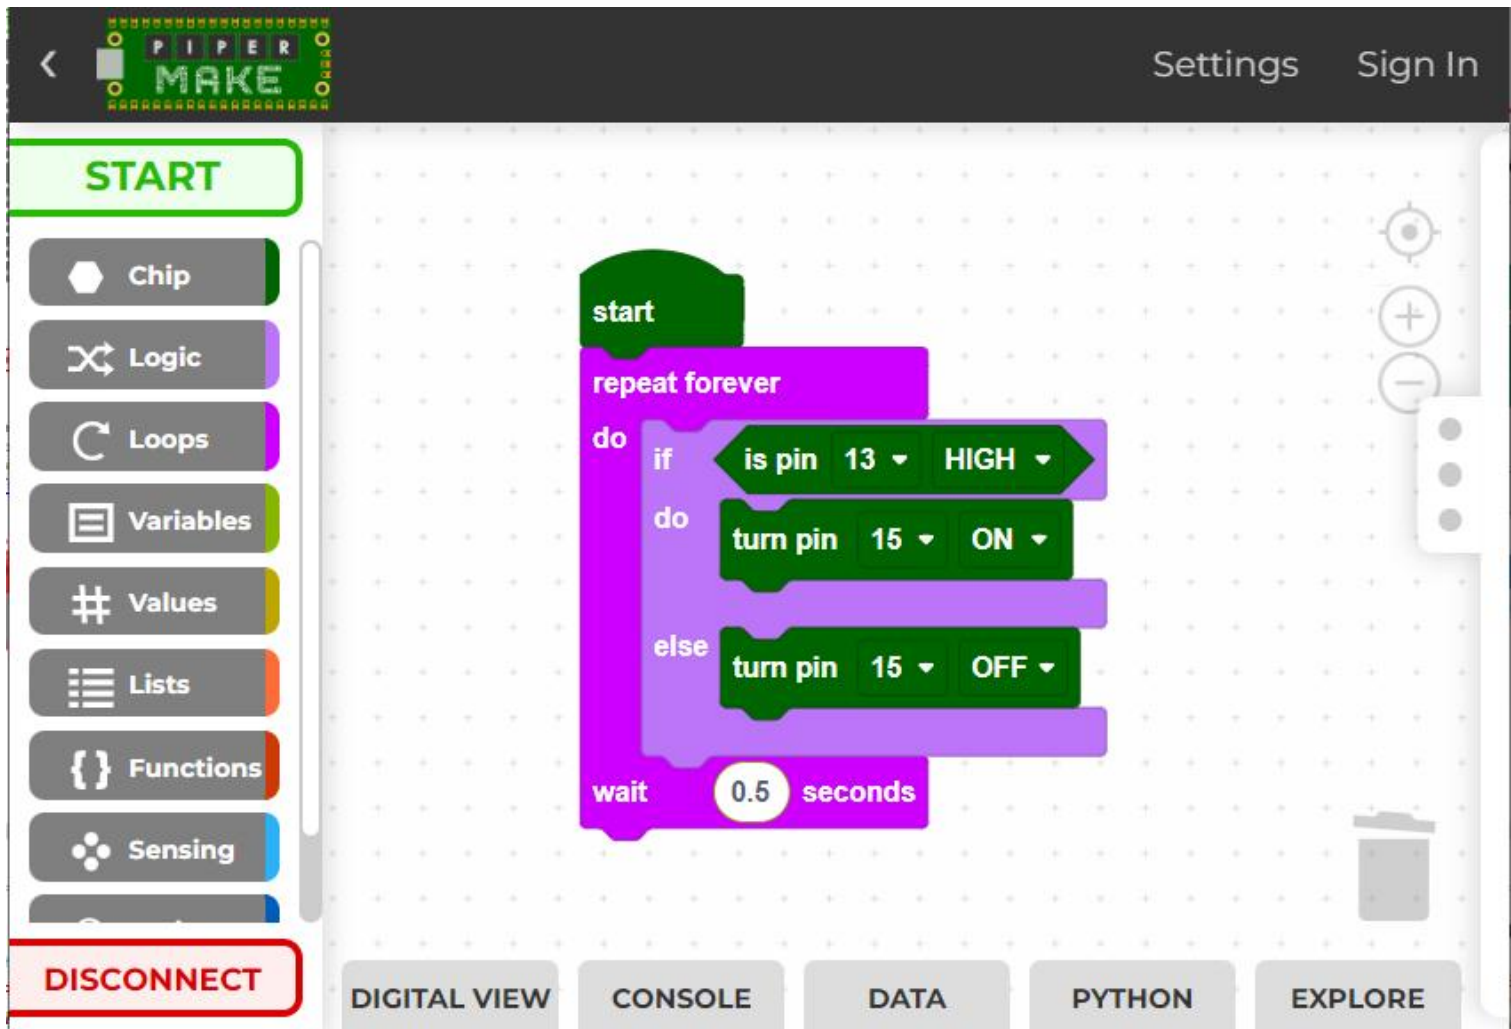 PIPER
MAKE
Settings
Sign In
START
Chip
Logic
Loops
Variables
Values
Lists
Functions
Sensing
DISCONNECT
start
repeat forever
do
if is pin 13 HIGH
do
turn pin 15 ON
else
turn pin 15 OFF
wait 0.5 seconds
DIGITAL VIEW
CONSOLE
DATA
PYTHON
EXPLORE